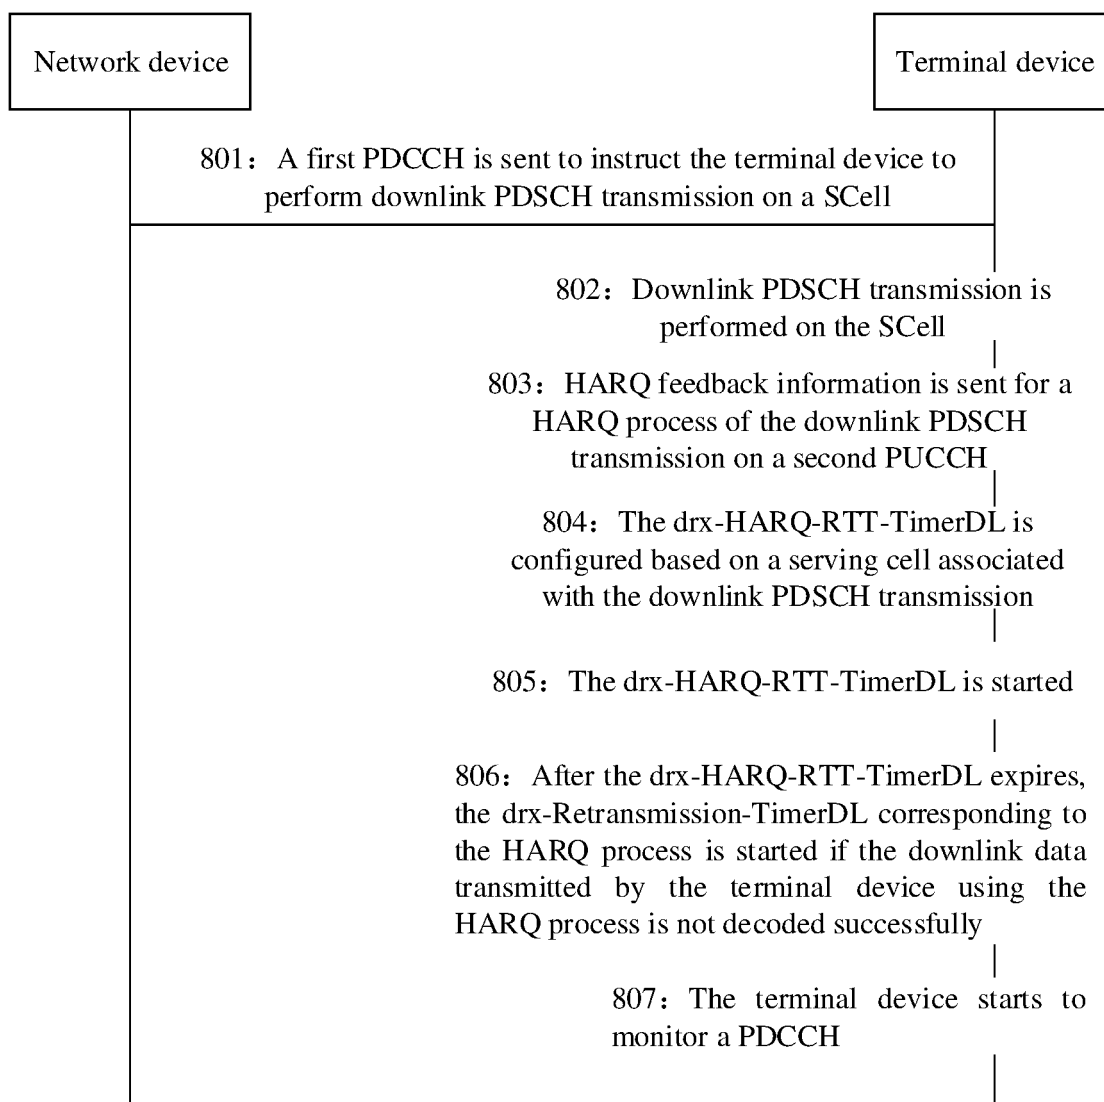 Network device
Terminal device
801：A first PDCCH is sent to instruct the terminal device to
perform downlink PDSCH transmission on a SCell
802：Downlink PDSCH transmission is
performed on the SCell
803：HARQ feedback information is sent for a
HARQ process of the downlink PDSCH
transmission on a second PUCCH
804：The drx-HARQ-RTT-TimerDL is
configured based on a serving cell associated
with the downlink PDSCH transmission
805：The drx-HARQ-RTT-TimerDL is started
806：After the drx-HARQ-RTT-TimerDL expires,
the drx-Retransmission-TimerDL corresponding to
the HARQ process is started if the downlink data
transmitted by the terminal device using the
HARQ process is not decoded successfully
807：The terminal device starts to
monitor a PDCCH